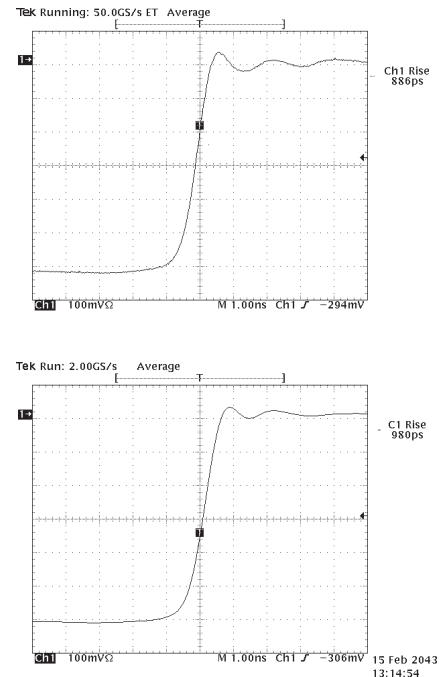 Tek Running: 50.0GS/s ET Average
T
1→
Ch1 Rise
886ps
T
Ch1 100mVΩ M 1.00ns Ch1 ∫ −294mV
Tek Run: 2.00GS/s Average
T
1→
C1 Rise
980ps
T
Ch1 100mVΩ M 1.00ns Ch1 ∫ −306mV
15 Feb 2043
13:14:54